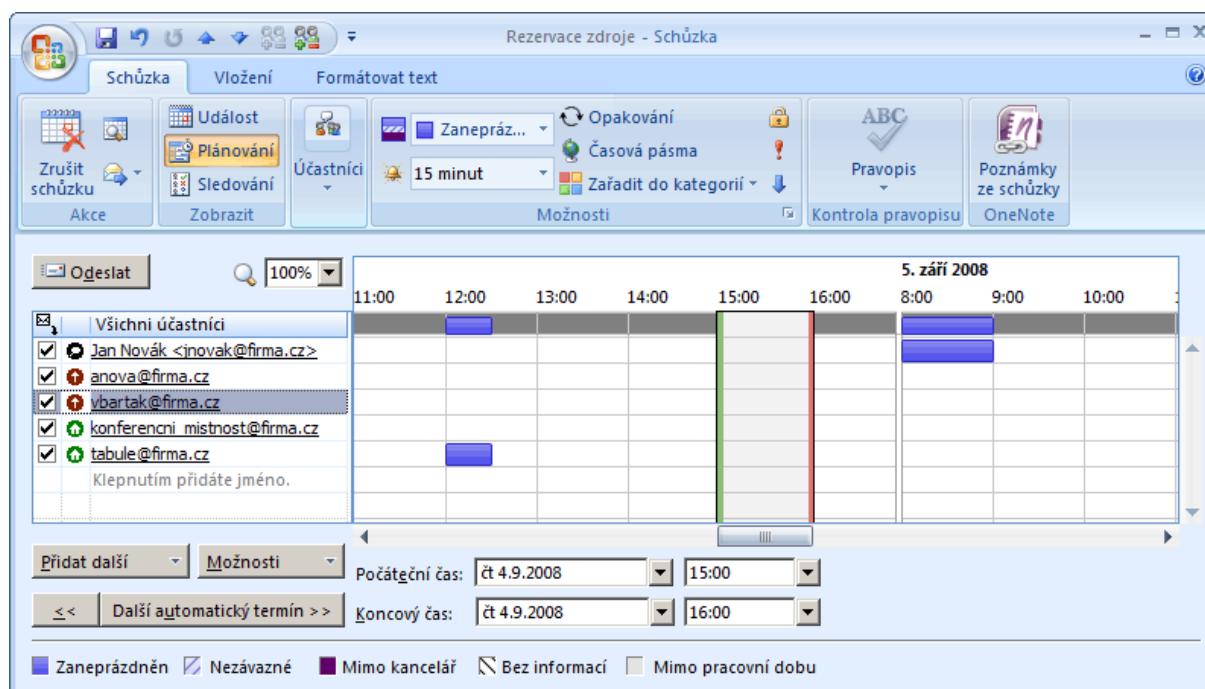 Rezervace zdroje - Schůzka
Schůzka Vložení Formátovat text
Zrušit schůzku
Akce
Událost
Plánování
Sledování
Zobrazit
Účastníci
Zanepráz...
15 minut
Opakování
Časová pásma
Zařadit do kategorií
Možnosti
ABC
Pravopis
Kontrola pravopisu
Poznámky ze schůzky
OneNote
Odeslat 100%
5. září 2008
11:00 12:00 13:00 14:00 15:00 16:00 8:00 9:00 10:00
Všichni účastníci
Jan Novák <jnovak@firma.cz>
anova@firma.cz
vbartak@firma.cz
konferencni_mistnost@firma.cz
tabule@firma.cz
Klepnutím přidáte jméno.
Přidat další Možnosti
<< Další automatický termín >>
Počáteční čas: čt 4.9.2008 15:00
Koncový čas: čt 4.9.2008 16:00
Zaneprázdněn Nezávazné Mimo kancelář Bez informací Mimo pracovní dobu